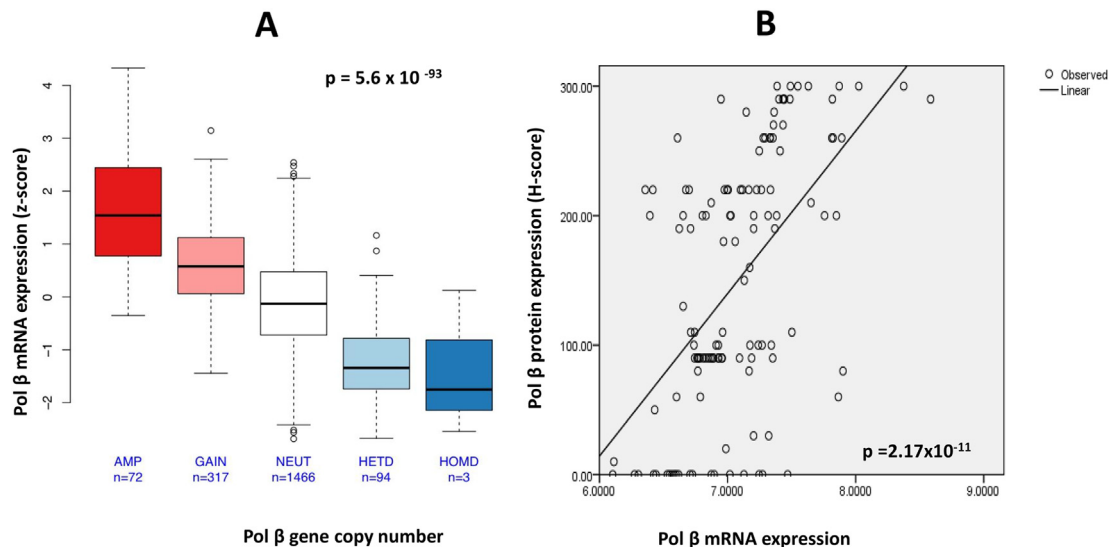 A
p = 5.6 x 10 -93
Pol β mRNA expression (z-score)
4
3
2
1
0
-1
-2
AMP GAIN NEUT HETD HOMD
n=72 n=317 n=1466 n=94 n=3
Pol β gene copy number
B
Observed
Linear
Pol β protein expression (H-score)
300.00
200.00
100.00
0.00
p =2.17x10-11
6.0000 7.0000 8.0000 9.0000
Pol β mRNA expression